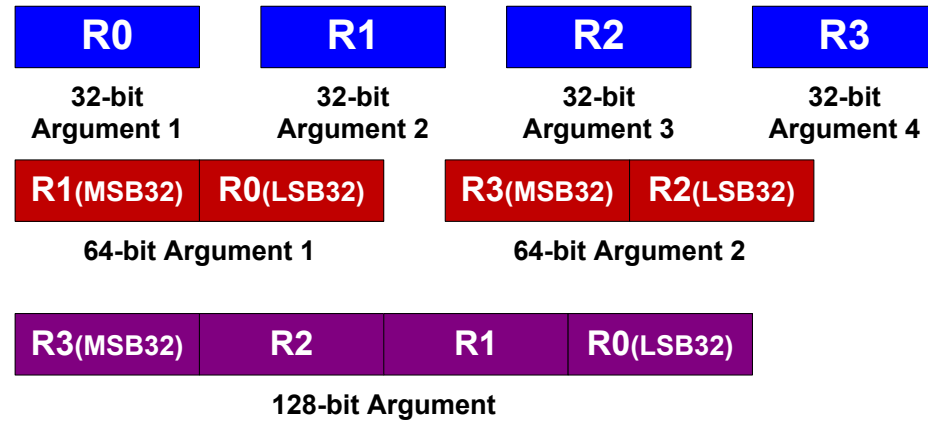 R0 R1 R2 R3
32-bit 32-bit 32-bit 32-bit
Argument 1 Argument 2 Argument 3 Argument 4
R1(MSB32) R0(LSB32) R3(MSB32) R2(LSB32)
64-bit Argument 1 64-bit Argument 2
R3(MSB32) R2 R1 R0(LSB32)
128-bit Argument